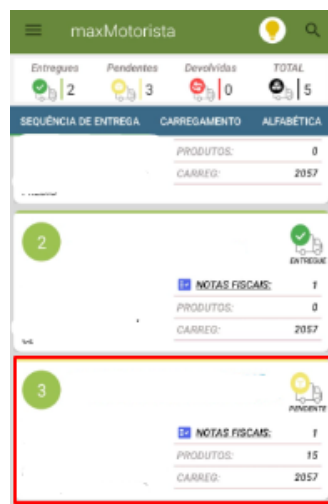 maxMotorista
Entregues Pendentes Devolvidas TOTAL
2 3 0 5
SEQUÊNCIA DE ENTREGA CARREGAMENTO ALFABÉTICA
PRODUTOS: 0
CARREG: 2057
2
ENTREGUE
NOTAS FISCAIS: 1
PRODUTOS: 0
CARREG: 2057
3
PENDENTE
NOTAS FISCAIS: 1
PRODUTOS: 15
CARREG: 2057